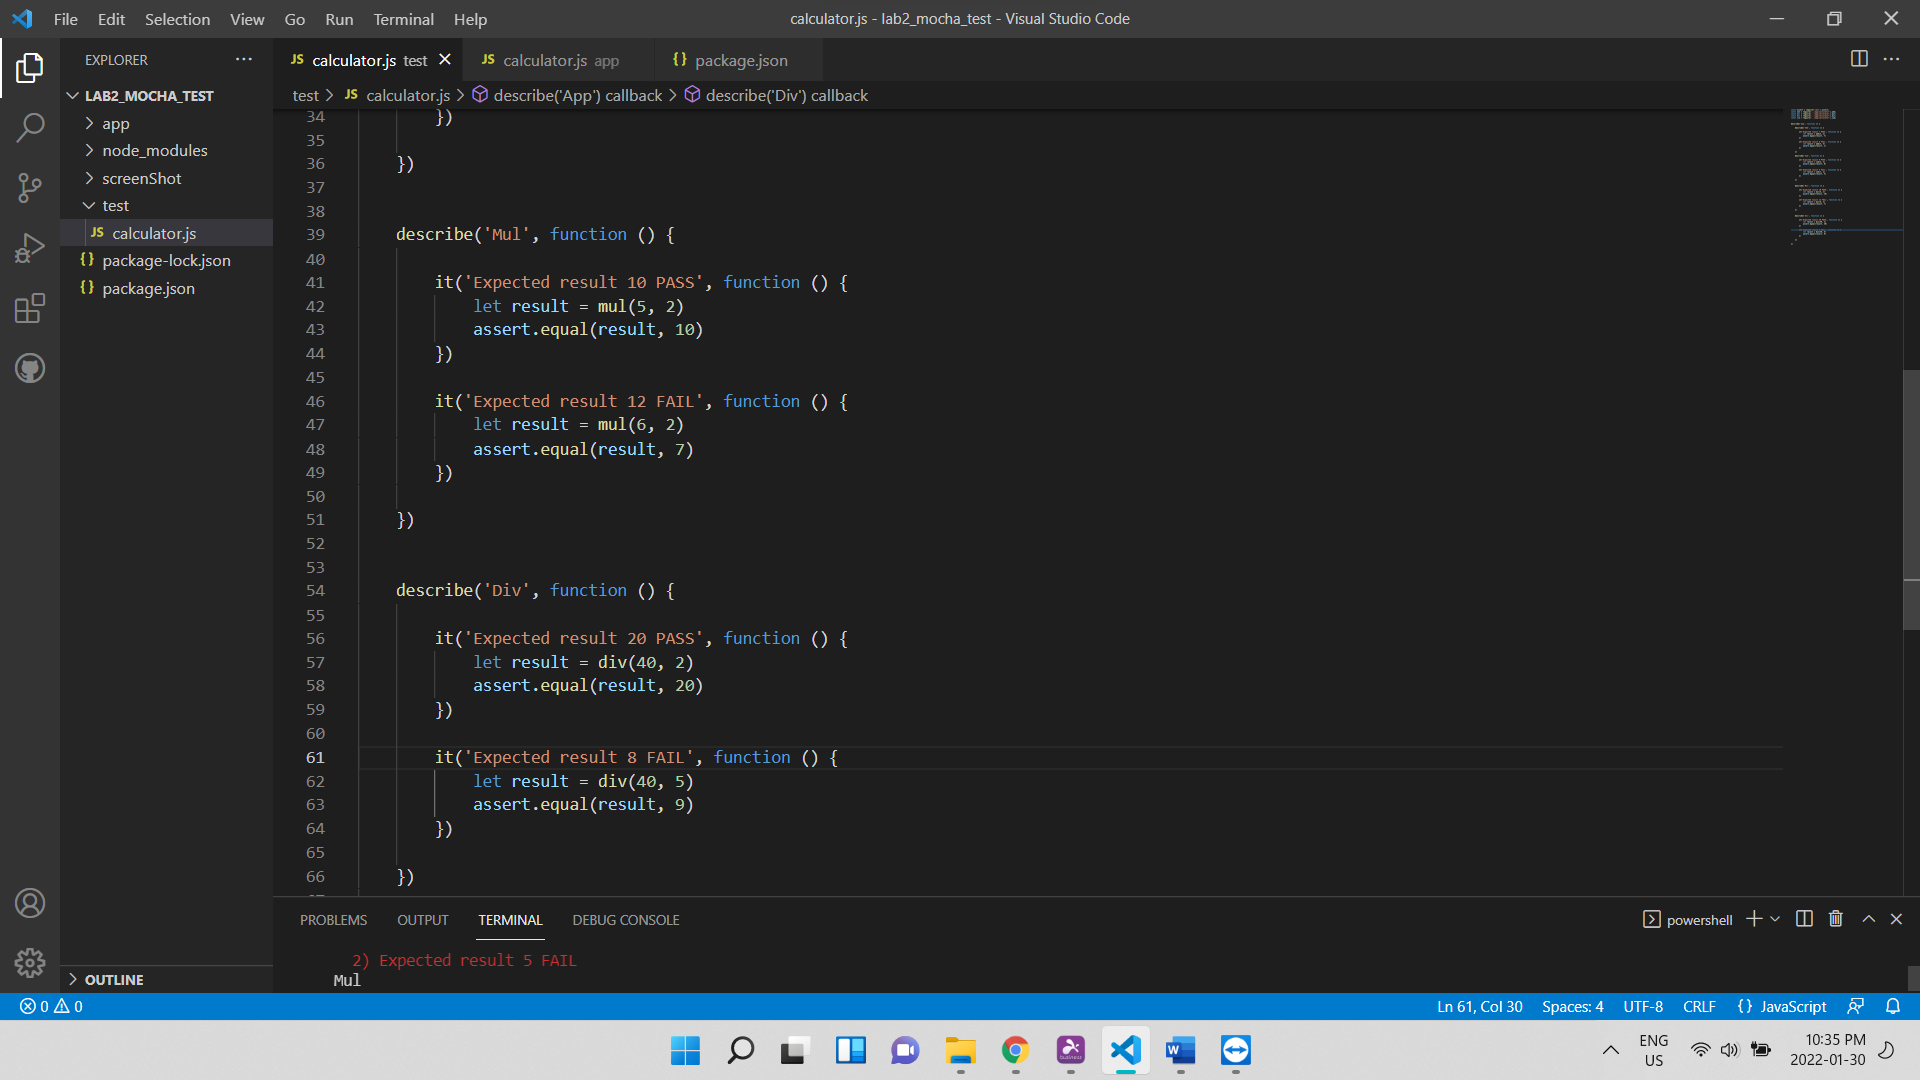 File Edit Selection View Go Run Terminal Help
calculator.js - lab2_mocha_test - Visual Studio Code
EXPLORER
LAB2_MOCHA_TEST
app
node_modules
screenShot
test
JS calculator.js
{} package-lock.json
{} package.json
OUTLINE
JS calculator.js test
JS calculator.js app
{} package.json
test > JS calculator.js > describe('App') callback > describe('Div') callback
34 })
35
36 })
37
38
39 describe('Mul', function () {
40
41 it('Expected result 10 PASS', function () {
42 let result = mul(5, 2)
43 assert.equal(result, 10)
44 })
45
46 it('Expected result 12 FAIL', function () {
47 let result = mul(6, 2)
48 assert.equal(result, 7)
49 })
50
51 })
52
53
54 describe('Div', function () {
55
56 it('Expected result 20 PASS', function () {
57 let result = div(40, 2)
58 assert.equal(result, 20)
59 })
60
61 it('Expected result 8 FAIL', function () {
62 let result = div(40, 5)
63 assert.equal(result, 9)
64 })
65
66 })
PROBLEMS OUTPUT TERMINAL DEBUG CONSOLE
powershell
2) Expected result 5 FAIL
Mul
0 0
Ln 61, Col 30 Spaces: 4 UTF-8 CRLF {} JavaScript
ENG
US
10:35 PM
2022-01-30